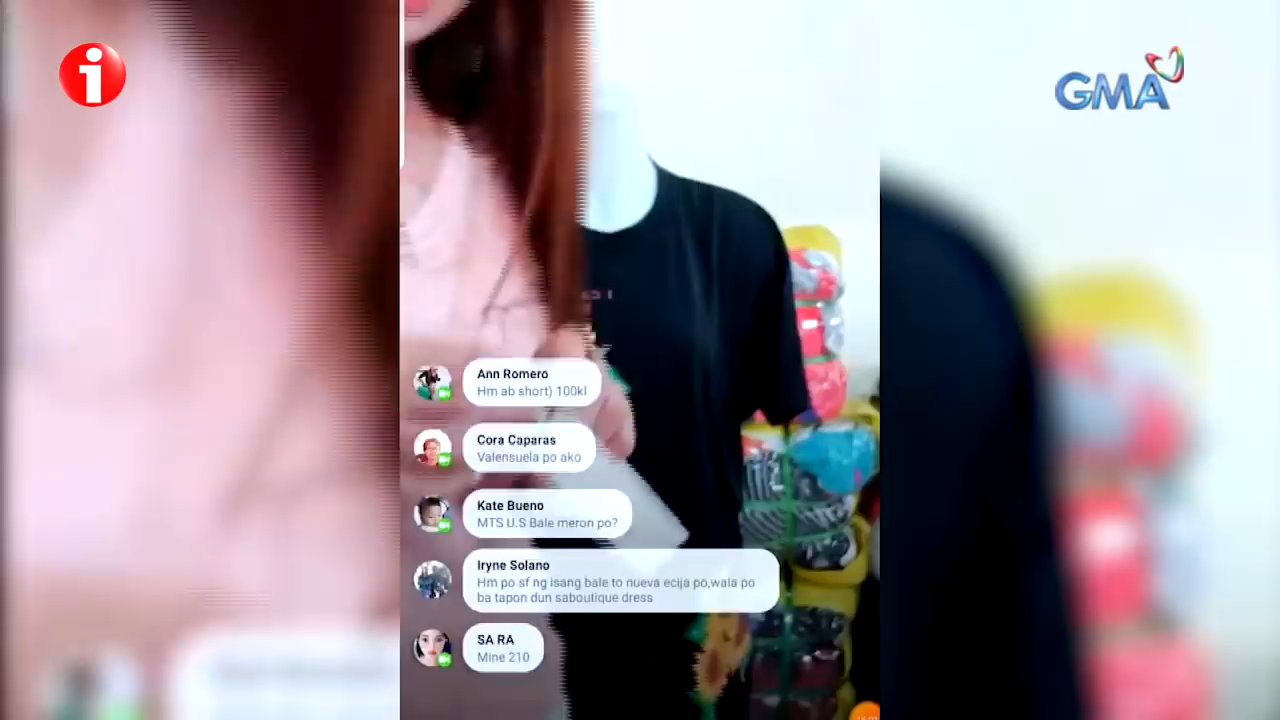 i
GMA
Ann Romero
Hm ab short) 100kl
Cora Caparas
Valensuela po ako
Kate Bueno
MTS U.S Bale meron po?
Iryne Solano
Hm po sf ng isang bale to nueva ecija po,wala po
ba tapon dun saboutique dress
SA RA
Mine 210